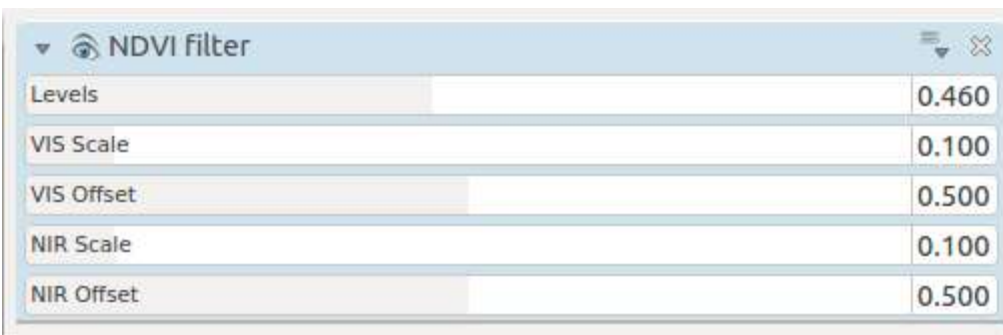 NDVI filter
Levels 0.460
VIS Scale 0.100
VIS Offset 0.500
NIR Scale 0.100
NIR Offset 0.500